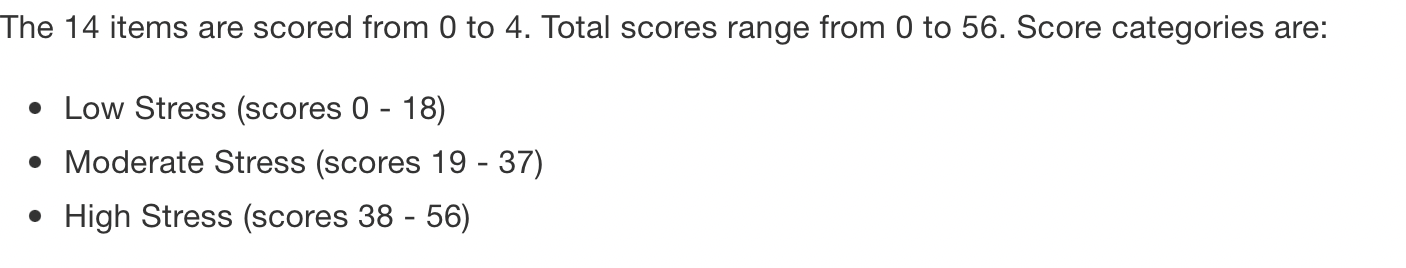 The 14 items are scored from 0 to 4. Total scores range from 0 to 56. Score categories are:
• Low Stress (scores 0 - 18)
• Moderate Stress (scores 19 - 37)
• High Stress (scores 38 - 56)